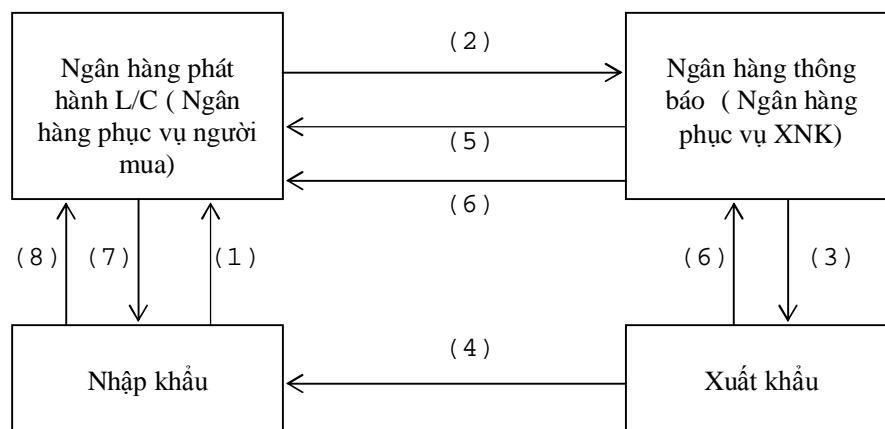 Ngân hàng phát
hành L/C ( Ngân
hàng phục vụ người
mua)
(2)
(5)
(6)
Ngân hàng thông
báo ( Ngân hàng
phục vụ XNK)
(8)
(7)
(1)
(6)
(3)
Nhập khẩu
(4)
Xuất khẩu